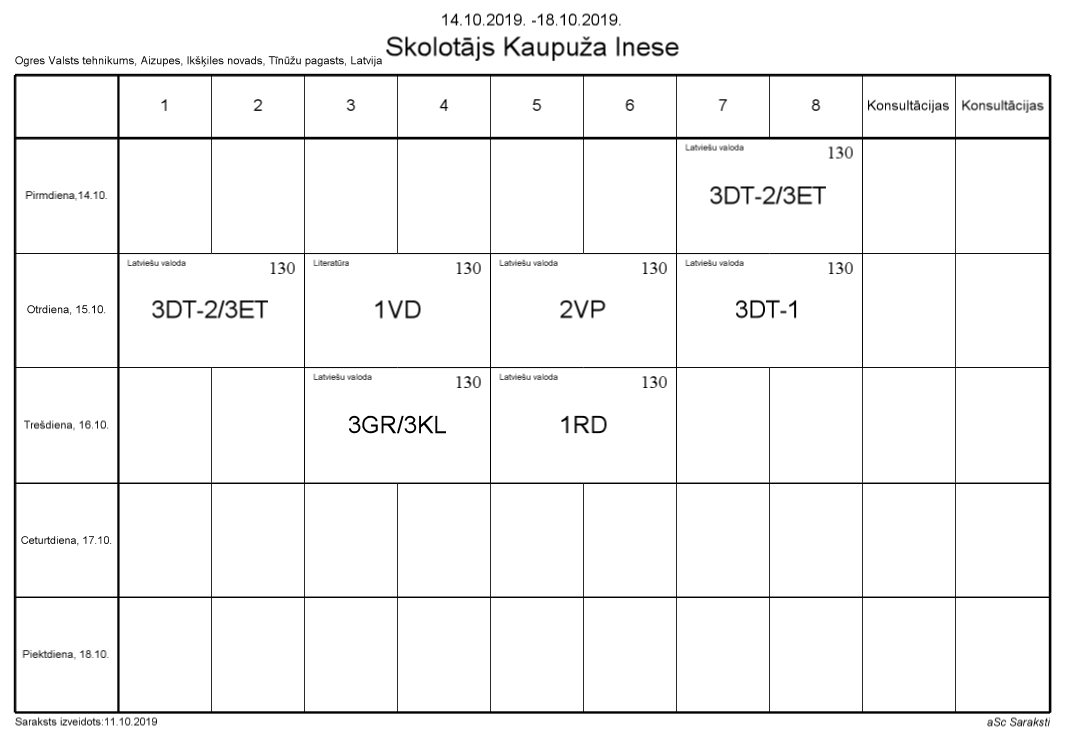 14.10.2019. -18.10.2019.
Skolotājs Kaupuža Inese
Ogres Valsts tehnikums, Aizupes, Ikšķiles novads, Tīnūžu pagasts, Latvija
1 2 3 4 5 6 7 8 Konsultācijas Konsultācijas
Latviešu valoda 130
Pirmdiena,14.10. 3DT-2/3ET
Latviešu valoda 130 Literatūra 130 Latviešu valoda 130 Latviešu valoda 130
Otrdiena, 15.10. 3DT-2/3ET 1VD 2VP 3DT-1
Latviešu valoda 130 Latviešu valoda 130
Trešdiena, 16.10. 3GR/3KL 1RD
Ceturtdiena, 17.10.
Piektdiena, 18.10.
Saraksts izveidots:11.10.2019 aSc Saraksti